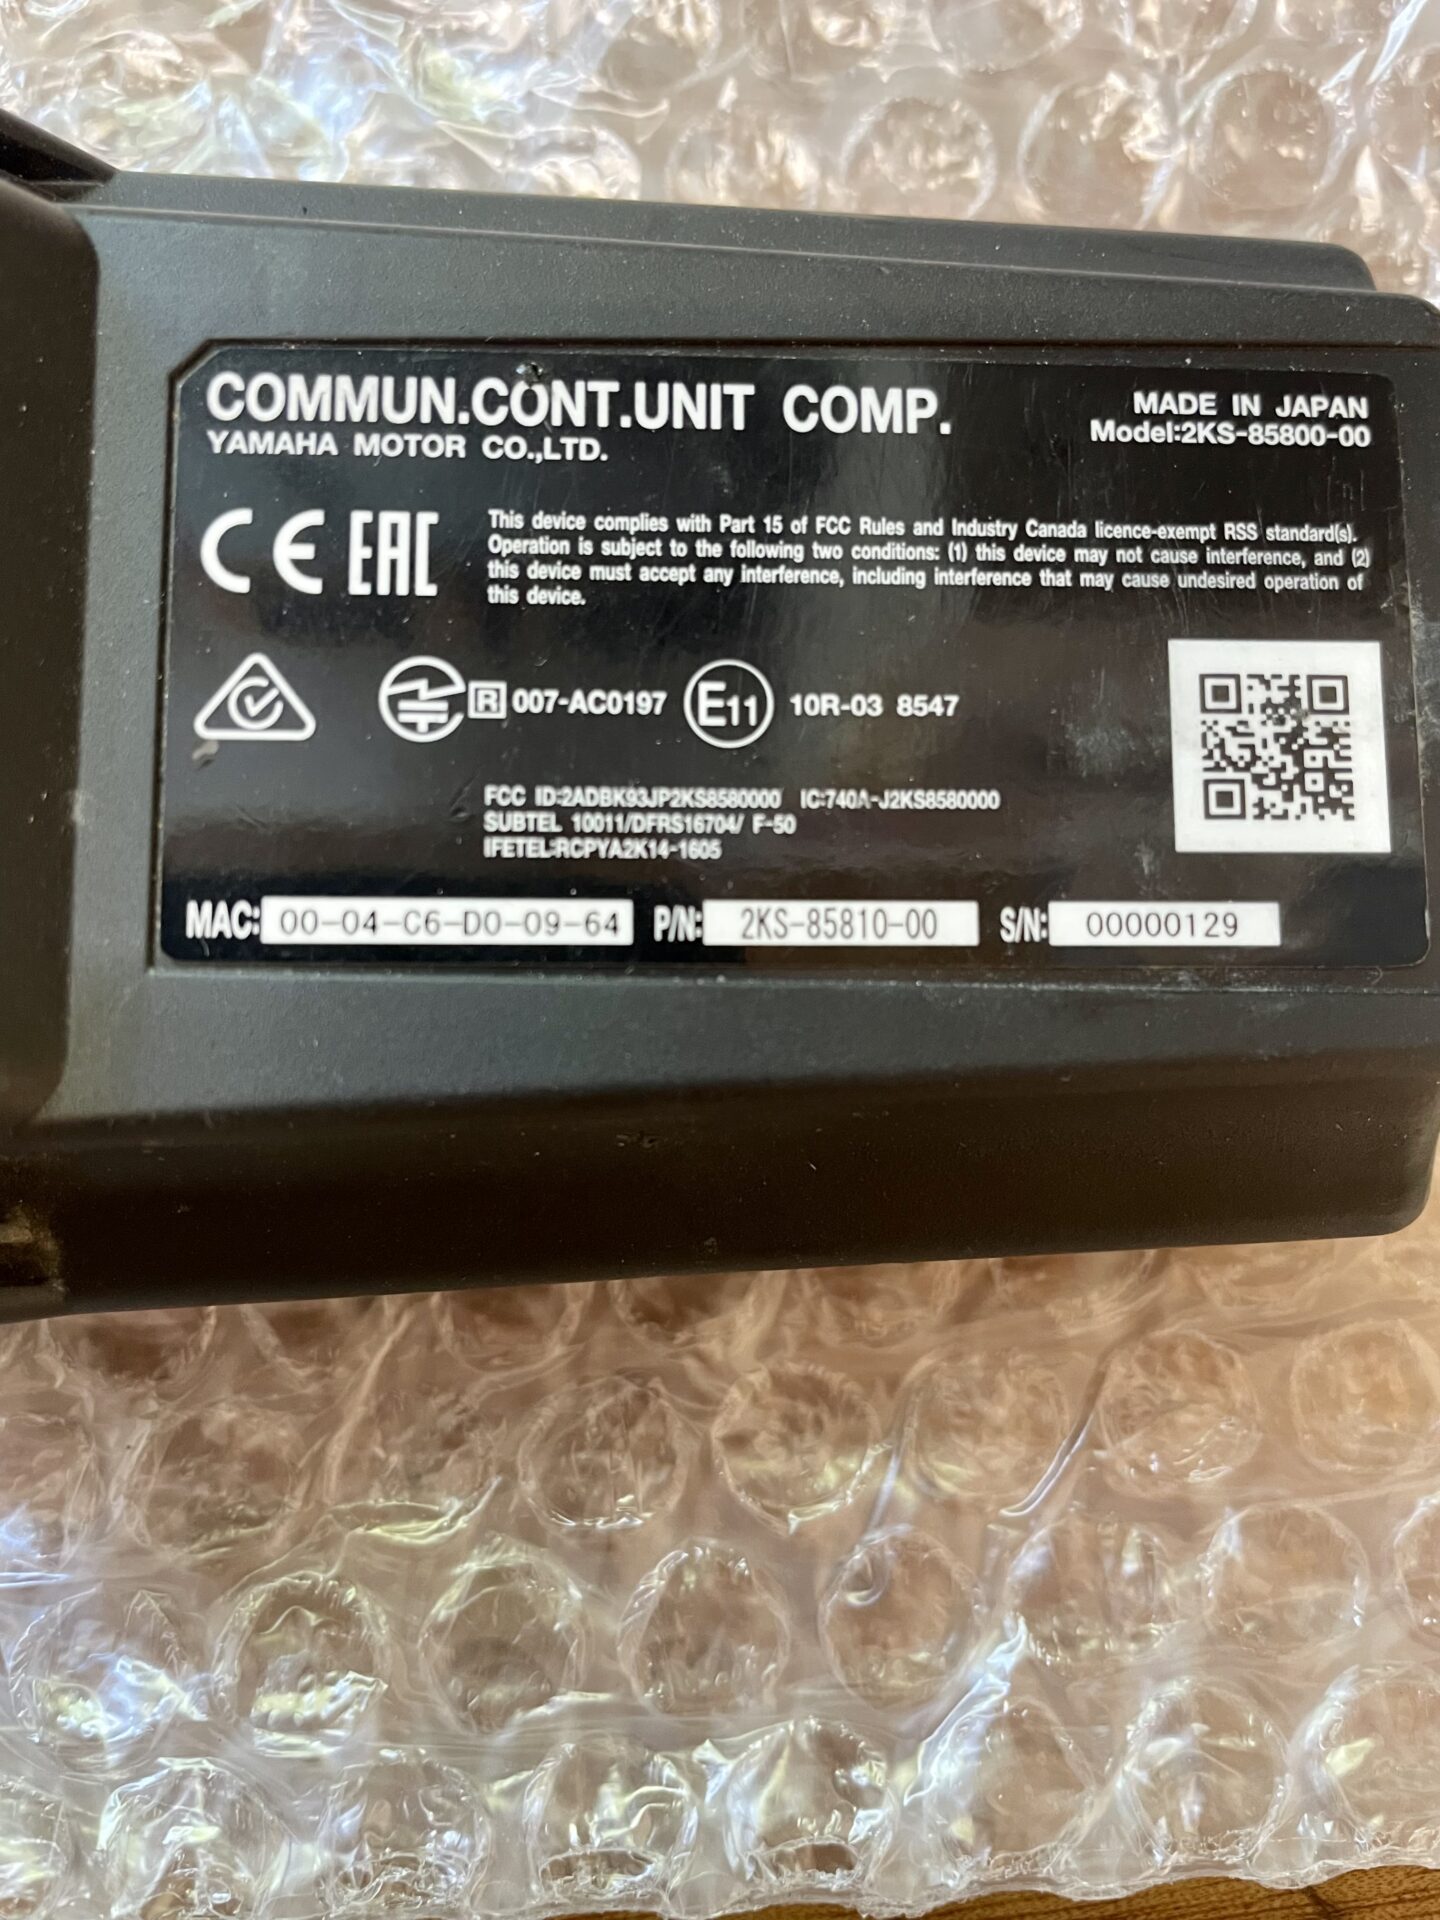 COMMUN.CONT.UNIT COMP.
YAMAHA MOTOR CO.,LTD.
MADE IN JAPAN
Model:2KS-85800-00
CE EAC
This device complies with Part 15 of FCC Rules and Industry Canada licence-exempt RSS standard(s).
Operation is subject to the following two conditions: (1) this device may not cause interference, and (2)
this device must accept any interference, including interference that may cause undesired operation of
this device.
R 007-AC0197 E11 10R-03 8547
FCC ID:2ADBK93JP2KS8580000 IC:740A-J2KS8580000
SUBTEL 10011/DFRS16704/ F-50
IFETEL:RCPYA2K14-1605
MAC: 00-04-C6-D0-09-64 P/N: 2KS-85810-00 S/N: 00000129